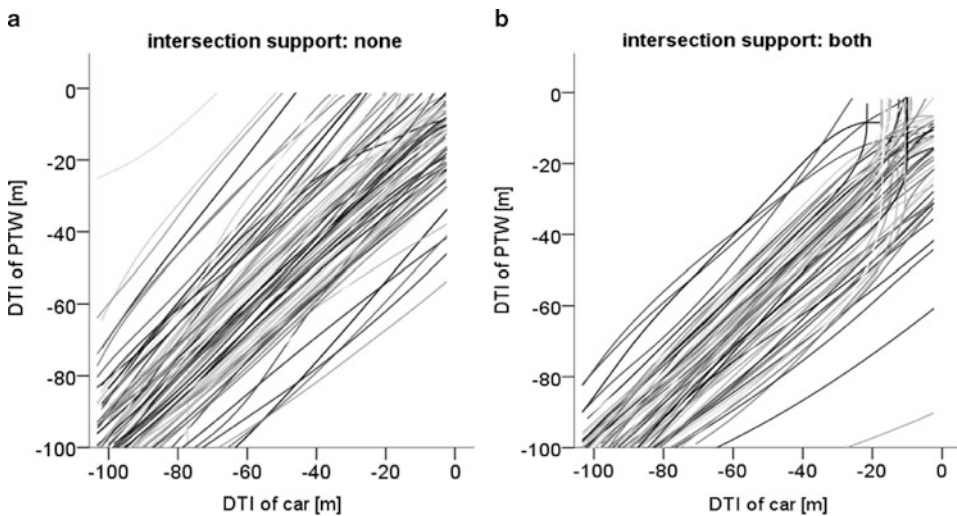 a
intersection support: none
0
-20
-40
-60
-80
-100
DTI of PTW [m]
-100 -80 -60 -40 -20 0
DTI of car [m]
b
intersection support: both
0
-20
-40
-60
-80
-100
DTI of PTW [m]
-100 -80 -60 -40 -20 0
DTI of car [m]